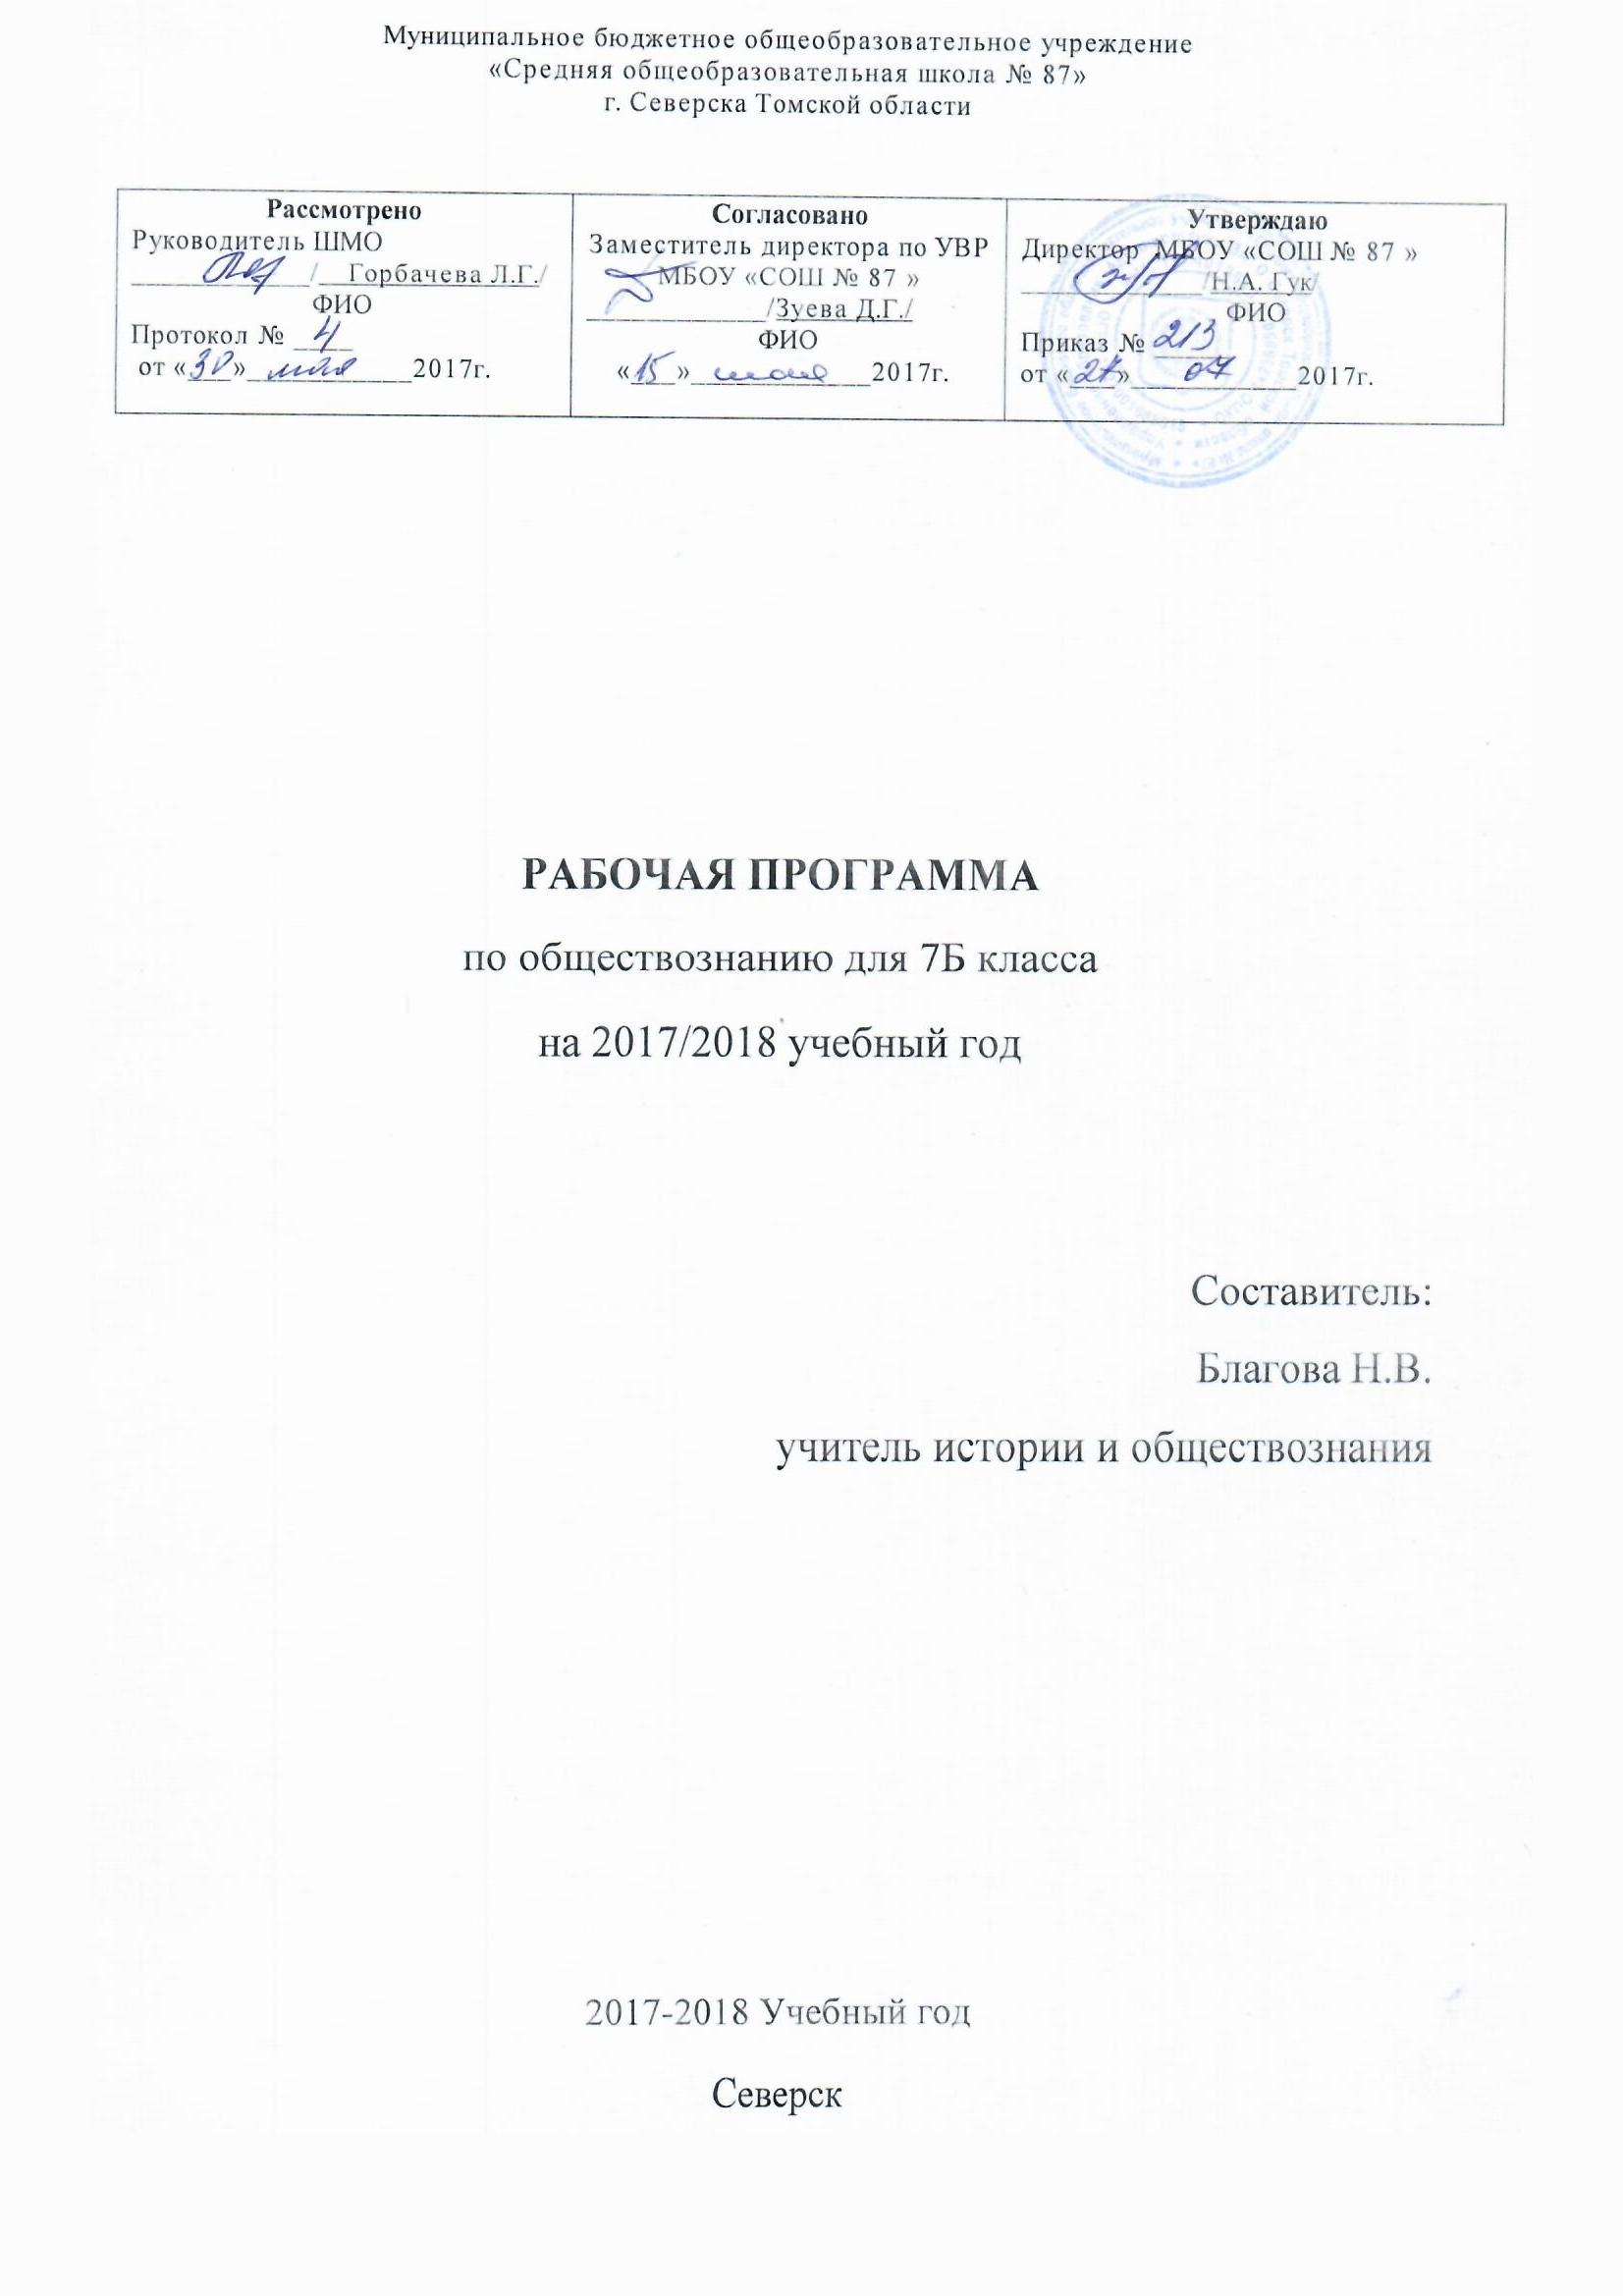 Муниципальное бюджетное общеобразовательное учреждение
«Средняя общеобразовательная школа № 87»
г. Северска Томской области
Рассмотрено
Руководитель ШМО
/ Горбачева Л.Г./
ФИО
Протокол № 4
от «30» мая 2017г.
Согласовано
Заместитель директора по УВР
МБОУ «СОШ № 87 »
/Зуева Д.Г./
ФИО
«15» июня 2017г.
Утверждаю
Директор МБОУ «СОШ № 87 »
/Н.А. Гук/
ФИО
Приказ № 213
от «27» 07 2017г.
РАБОЧАЯ ПРОГРАММА
по обществознанию для 7Б класса
на 2017/2018 учебный год
Составитель:
Благова Н.В.
учитель истории и обществознания
2017-2018 Учебный год
Северск